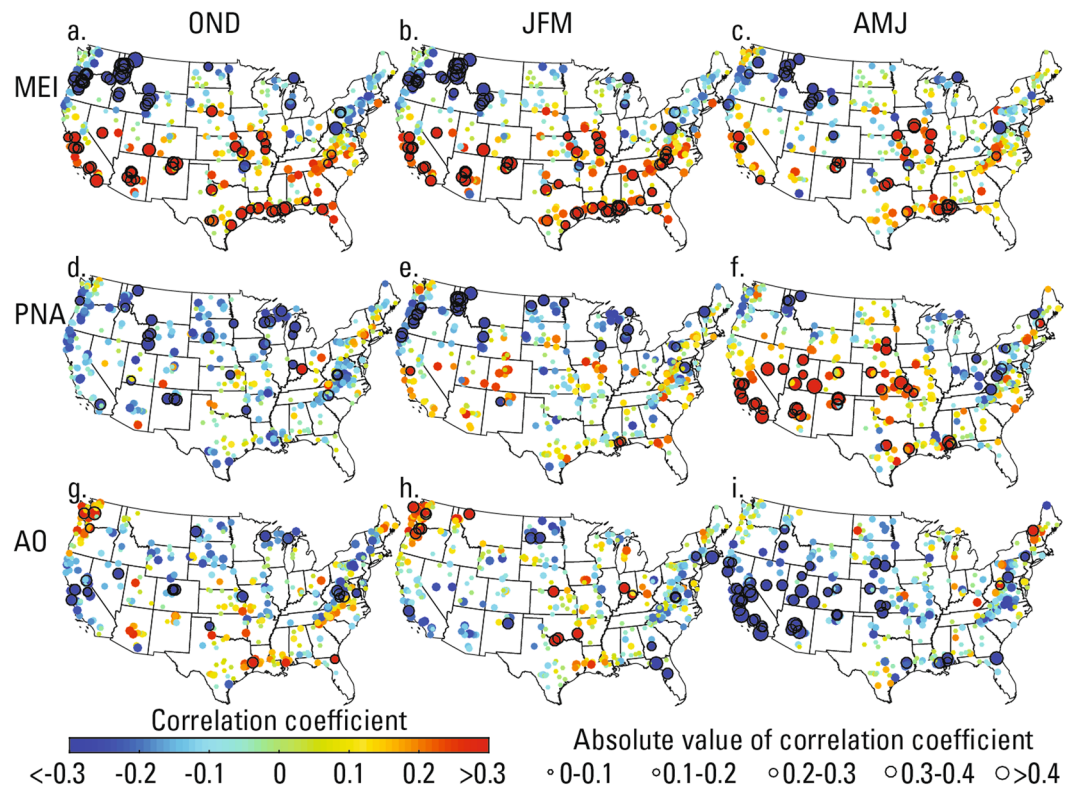 OND JFM AMJ
a. b. c.
MEI
d. e. f.
PNA
g. h. i.
AO
Correlation coefficient
<-0.3 -0.2 -0.1 0 0.1 0.2 >0.3
Absolute value of correlation coefficient
0-0.1 0.1-0.2 0.2-0.3 0.3-0.4 >0.4